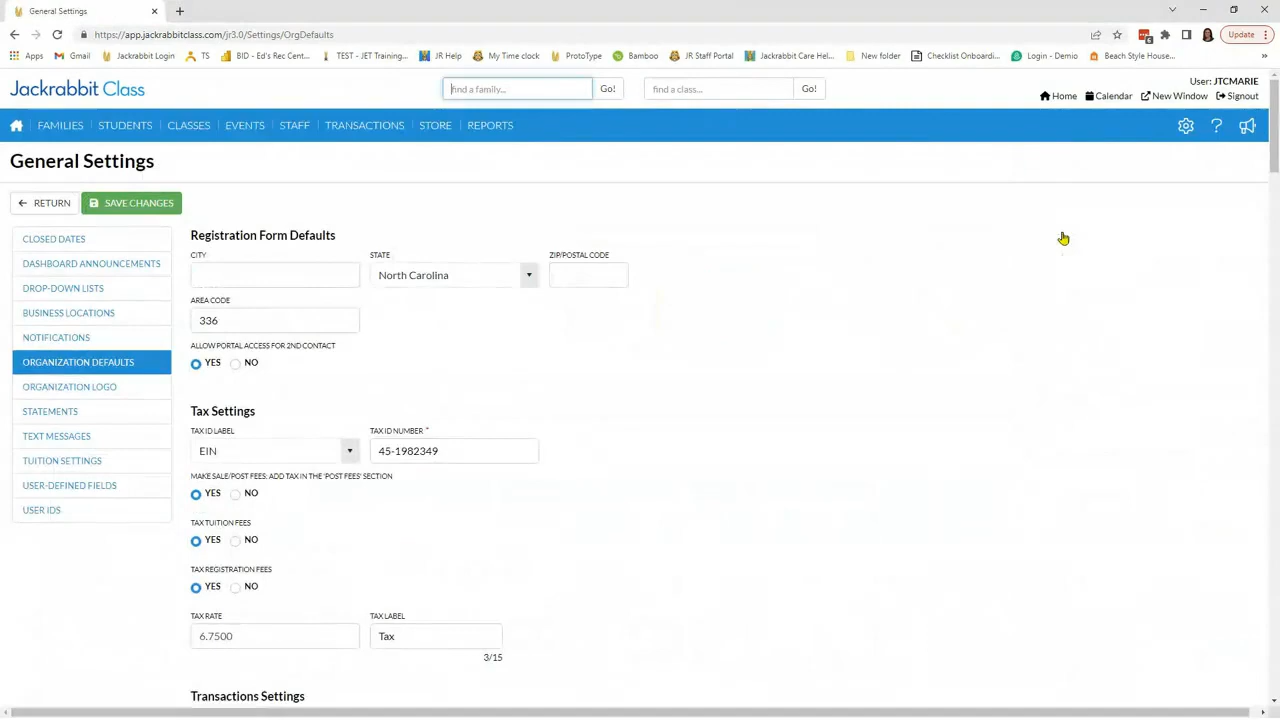 General Settings
https://app.jackrabbitclass.com/jr3.0/Settings/OrgDefaults
Update
Apps Gmail Jackrabbit Login TS BID - Ed's Rec Cent... TEST - JET Training... JR Help My Time clock ProtoType Bamboo JR Staff Portal Jackrabbit Care Hel... New folder Checklist Onboardi... Login - Demo Beach Style House... »
Jackrabbit Class
find a family... Go! find a class... Go!
User: JTCMARIE
Home Calendar New Window Signout
FAMILIES STUDENTS CLASSES EVENTS STAFF TRANSACTIONS STORE REPORTS
General Settings
RETURN SAVE CHANGES
CLOSED DATES
DASHBOARD ANNOUNCEMENTS
DROP-DOWN LISTS
BUSINESS LOCATIONS
NOTIFICATIONS
ORGANIZATION DEFAULTS
ORGANIZATION LOGO
STATEMENTS
TEXT MESSAGES
TUITION SETTINGS
USER-DEFINED FIELDS
USER IDS
Registration Form Defaults
CITY STATE ZIP/POSTAL CODE
North Carolina
AREA CODE
336
ALLOW PORTAL ACCESS FOR 2ND CONTACT
YES NO
Tax Settings
TAX ID LABEL TAX ID NUMBER *
EIN 45-1982349
MAKE SALE/POST FEES: ADD TAX IN THE 'POST FEES' SECTION
YES NO
TAX TUITION FEES
YES NO
TAX REGISTRATION FEES
YES NO
TAX RATE TAX LABEL
6.7500 Tax
3/15
Transactions Settings